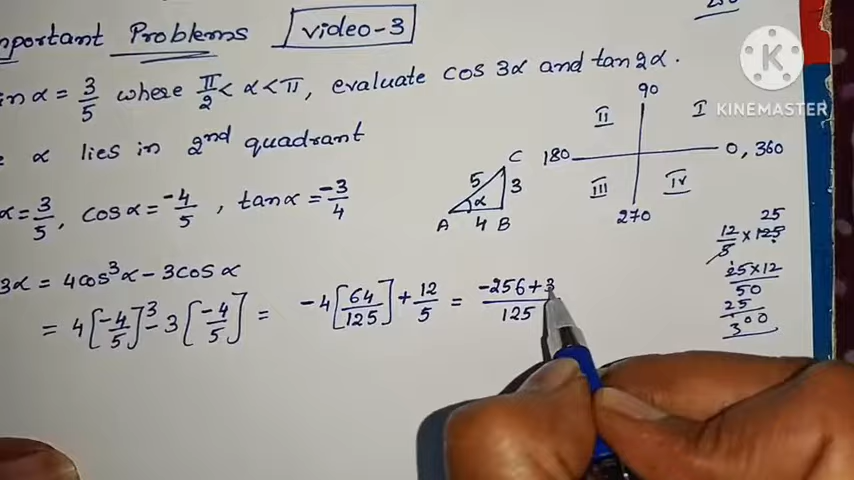 mportant Problems video-3
in α = 3/5 where π/2 < α < π, evaluate cos 3α and tan 2α.
e α lies in 2nd quadrant
α = 3/5, cos α = -4/5, tan α = -3/4
3α = 4cos³α - 3cos α
= 4[-4/5]³ - 3[-4/5] = -4[64/125] + 12/5 = -256+3/125
A B C
5 3 4 α
90
II I
180 0, 360
III IV
270
25
12/5 × 125
25×12
50
25
300
K
KINEMASTER